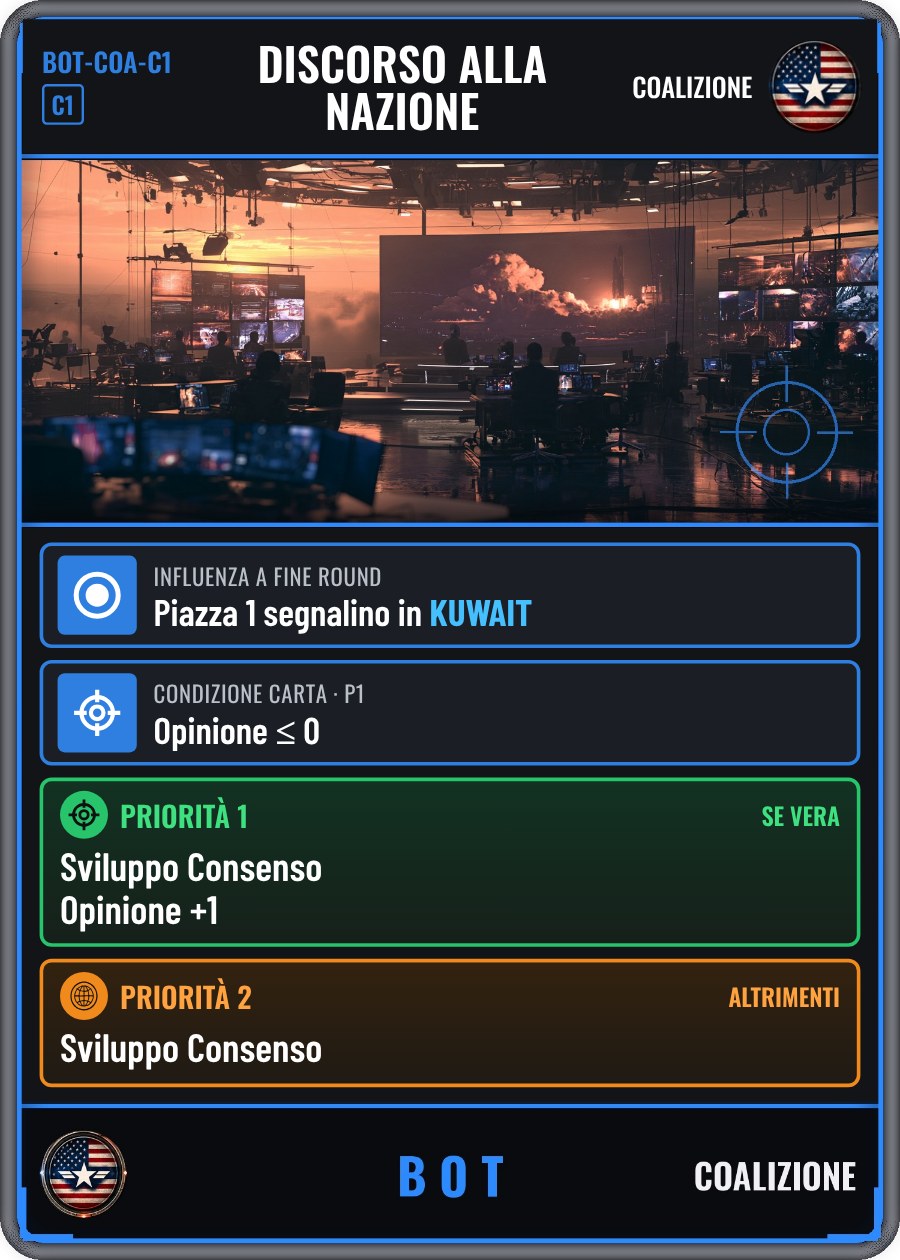 BOT-COA-C1
C1
DISCORSO ALLA
NAZIONE
COALIZIONE
INFLUENZA A FINE ROUND
Piazza 1 segnalino in KUWAIT
CONDIZIONE CARTA · P1
Opinione ≤ 0
PRIORITÀ 1
SE VERA
Sviluppo Consenso
Opinione +1
PRIORITÀ 2
ALTRIMENTI
Sviluppo Consenso
BOT
COALIZIONE